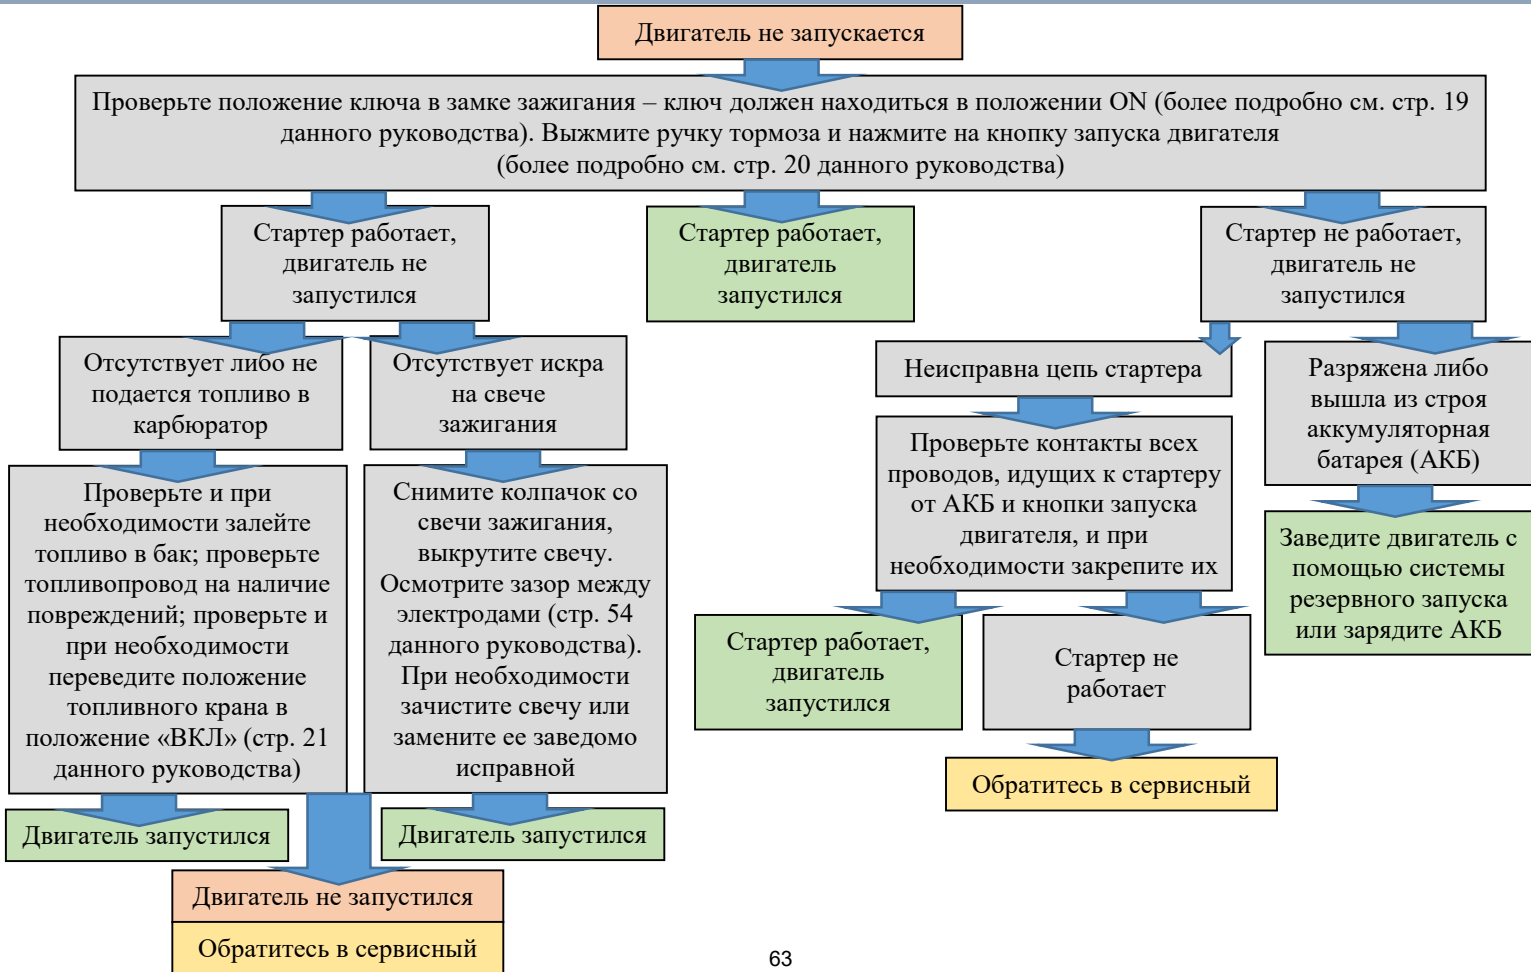 Двигатель не запускается
Проверьте положение ключа в замке зажигания – ключ должен находиться в положении ON (более подробно см. стр. 19
данного руководства). Выжмите ручку тормоза и нажмите на кнопку запуска двигателя
(более подробно см. стр. 20 данного руководства)
Стартер работает,
двигатель не
запустился
Стартер работает,
двигатель
запустился
Стартер не работает,
двигатель не
запустился
Отсутствует либо не
подается топливо в
карбюратор
Отсутствует искра
на свече
зажигания
Неисправна цепь стартера
Разряжена либо
вышла из строя
аккумуляторная
батарея (АКБ)
Проверьте и при
необходимости залейте
топливо в бак; проверьте
топливопровод на наличие
повреждений; проверьте и
при необходимости
переведите положение
топливного крана в
положение «ВКЛ» (стр. 21
данного руководства)
Снимите колпачок со
свечи зажигания,
выкрутите свечу.
Осмотрите зазор между
электродами (стр. 54
данного руководства).
При необходимости
зачистите свечу или
замените ее заведомо
исправной
Проверьте контакты всех
проводов, идущих к стартеру
от АКБ и кнопки запуска
двигателя, и при
необходимости закрепите их
Заведите двигатель с
помощью системы
резервного запуска
или зарядите АКБ
Стартер работает,
двигатель
запустился
Стартер не
работает
Обратитесь в сервисный
Двигатель запустился
Двигатель запустился
Двигатель не запустился
Обратитесь в сервисный
63